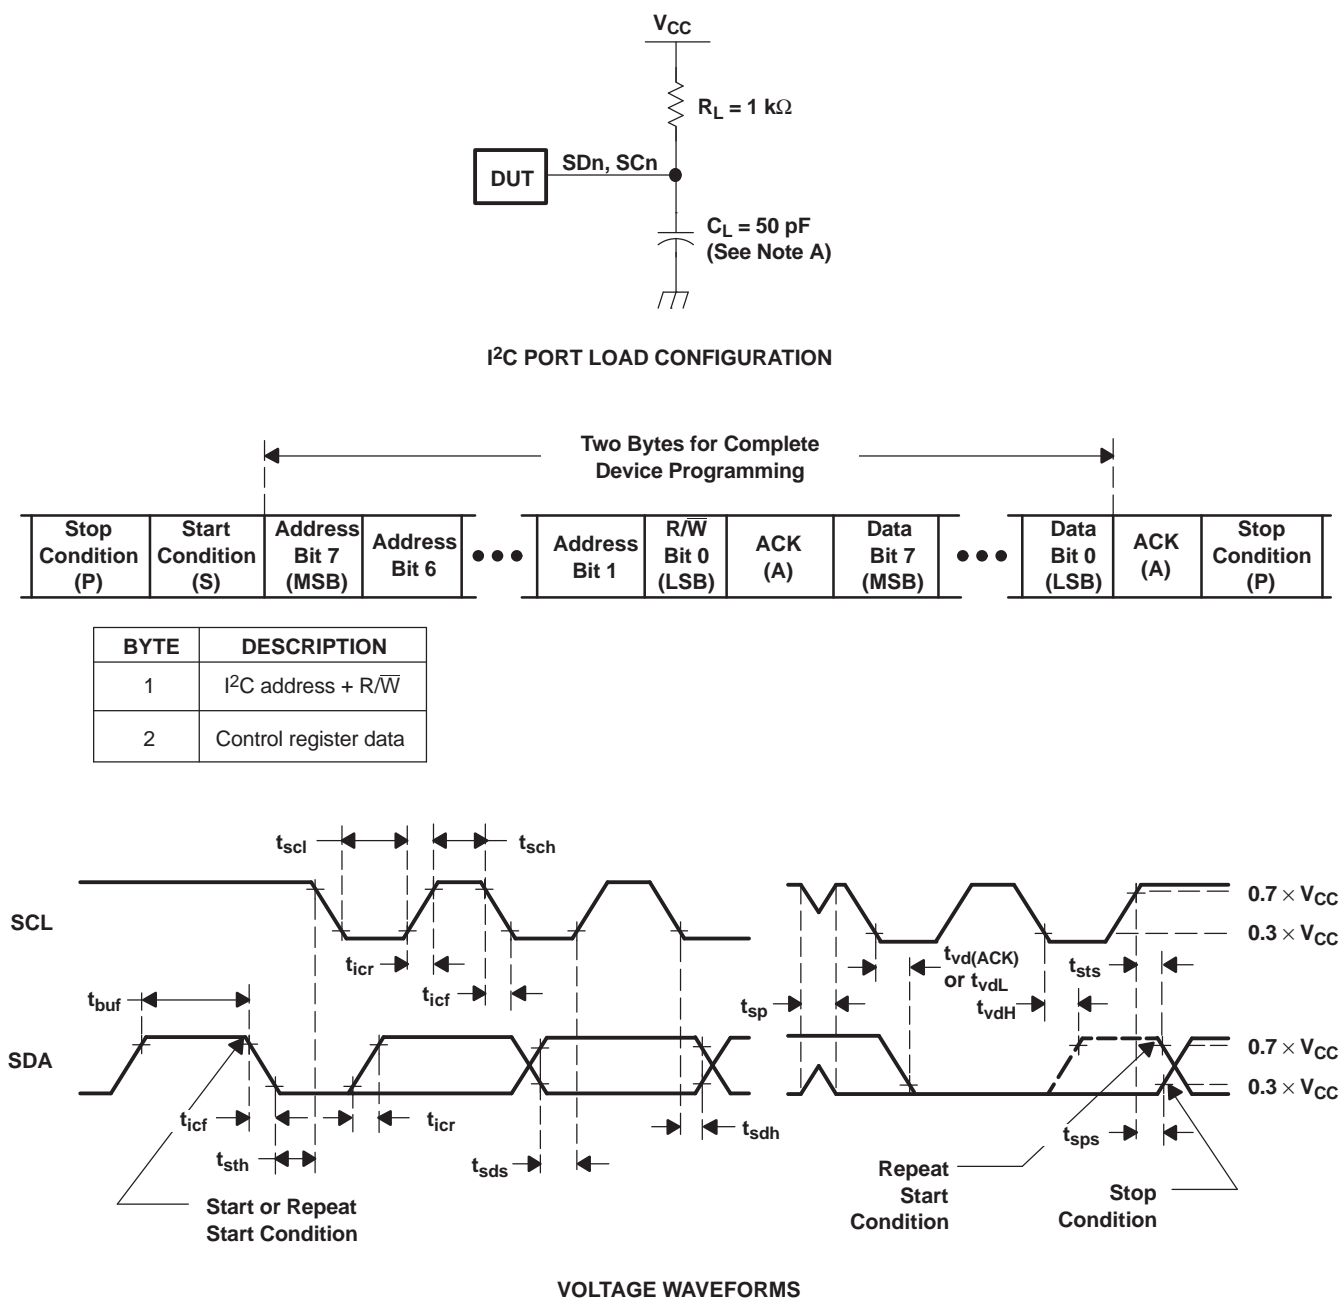 VCC
RL = 1 kΩ
DUT
SDn, SCn
CL = 50 pF
(See Note A)
I2C PORT LOAD CONFIGURATION
Two Bytes for Complete
Device Programming
Stop
Condition
(P)
Start
Condition
(S)
Address
Bit 7
(MSB)
Address
Bit 6
Address
Bit 1
R/W̅
Bit 0
(LSB)
ACK
(A)
Data
Bit 7
(MSB)
Data
Bit 0
(LSB)
ACK
(A)
Stop
Condition
(P)
BYTE DESCRIPTION
1 I2C address + R/W̅
2 Control register data
tscl
tsch
SCL
0.7 × VCC
0.3 × VCC
ticr
ticf
tbuf
tsp
tvd(ACK)
or tvdL
tvdH
tsts
SDA
0.7 × VCC
0.3 × VCC
ticf
ticr
tsth
tsds
tsdh
tsps
Start or Repeat
Start Condition
Repeat
Start
Condition
Stop
Condition
VOLTAGE WAVEFORMS